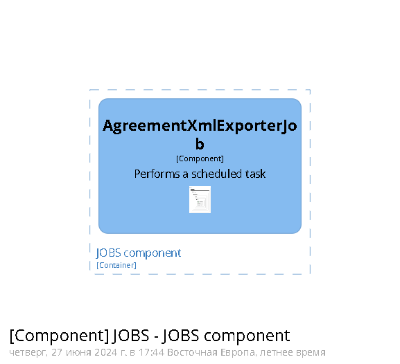 AgreementXmlExporterJo
b
[Component]
Performs a scheduled task
JOBS component
[Container]
[Component] JOBS - JOBS component
четверг, 27 июня 2024 г. в 17:44 Восточная Европа, летнее время